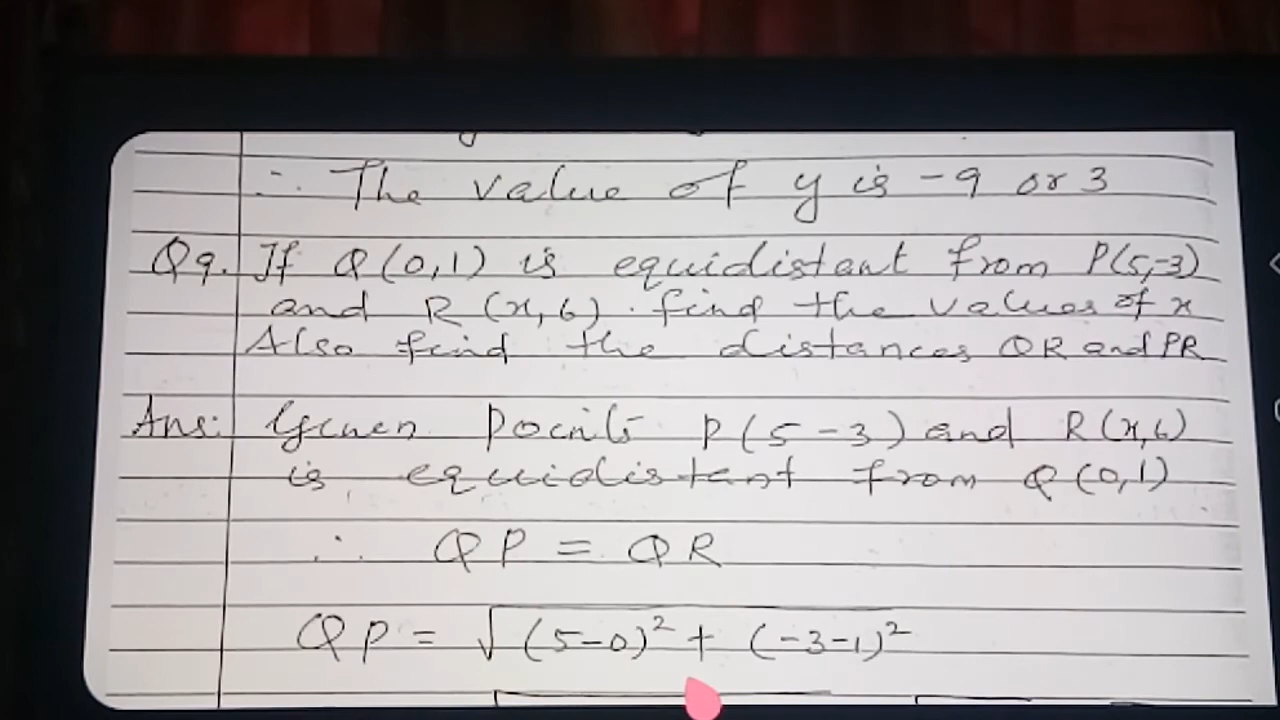 ∴ The value of y is -9 or 3
Q9. If Q(0,1) is equidistant from P(5,-3)
and R(x,6). find the values of x
Also find the distances QR and PR
Ans: Given points P(5-3) and R(x,6)
is equidistant from Q(0,1)
∴ QP = QR
QP = √(5-0)² + (-3-1)²